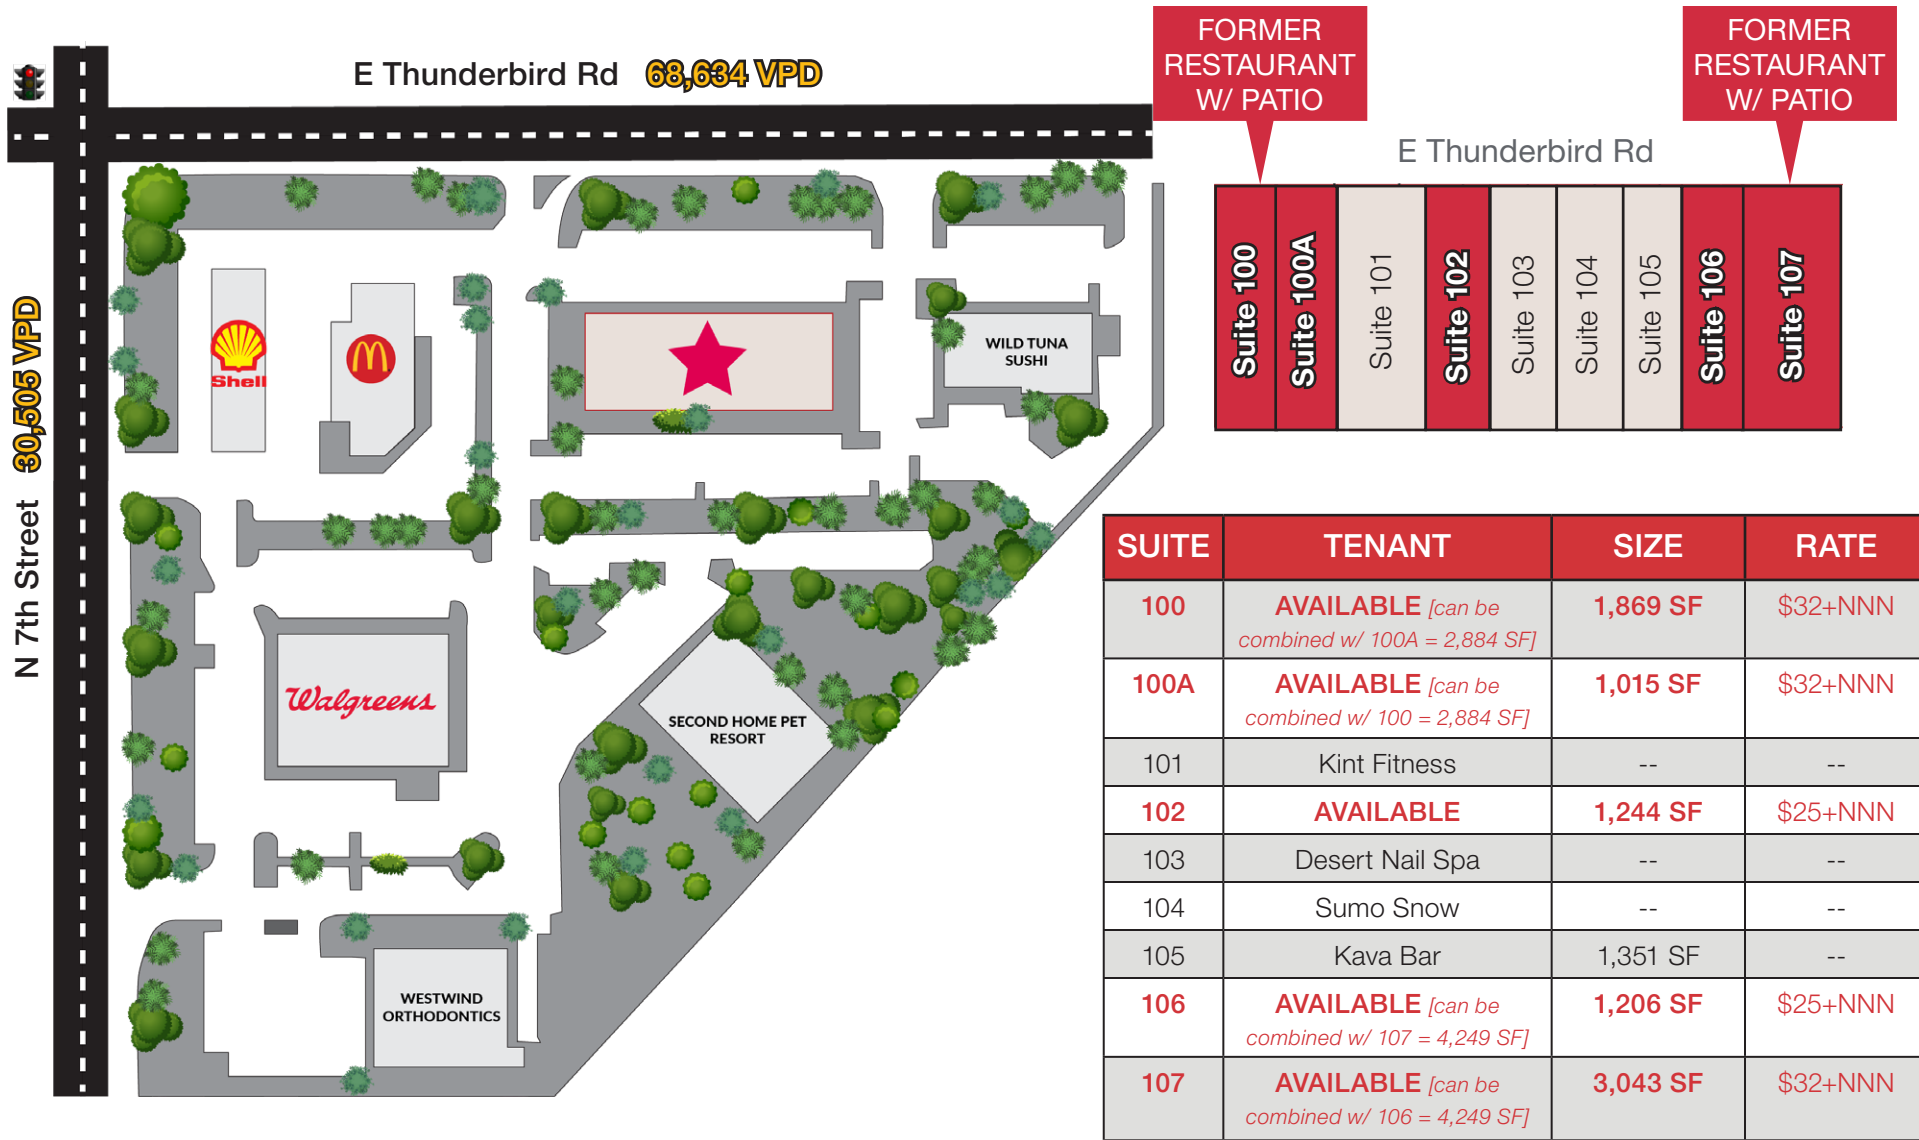 E Thunderbird Rd 68,634 VPD
N 7th Street 30,505 VPD
Shell
WILD TUNA
SUSHI
Walgreens
SECOND HOME PET
RESORT
WESTWIND
ORTHODONTICS
FORMER
RESTAURANT
W/ PATIO
FORMER
RESTAURANT
W/ PATIO
E Thunderbird Rd
Suite 100
Suite 100A
Suite 101
Suite 102
Suite 103
Suite 104
Suite 105
Suite 106
Suite 107
SUITE TENANT SIZE RATE
100 AVAILABLE [can be 1,869 SF $32+NNN
combined w/ 100A = 2,884 SF]
100A AVAILABLE [can be 1,015 SF $32+NNN
combined w/ 100 = 2,884 SF]
101 Kint Fitness -- --
102 AVAILABLE 1,244 SF $25+NNN
103 Desert Nail Spa -- --
104 Sumo Snow -- --
105 Kava Bar 1,351 SF --
106 AVAILABLE [can be 1,206 SF $25+NNN
combined w/ 107 = 4,249 SF]
107 AVAILABLE [can be 3,043 SF $32+NNN
combined w/ 106 = 4,249 SF]